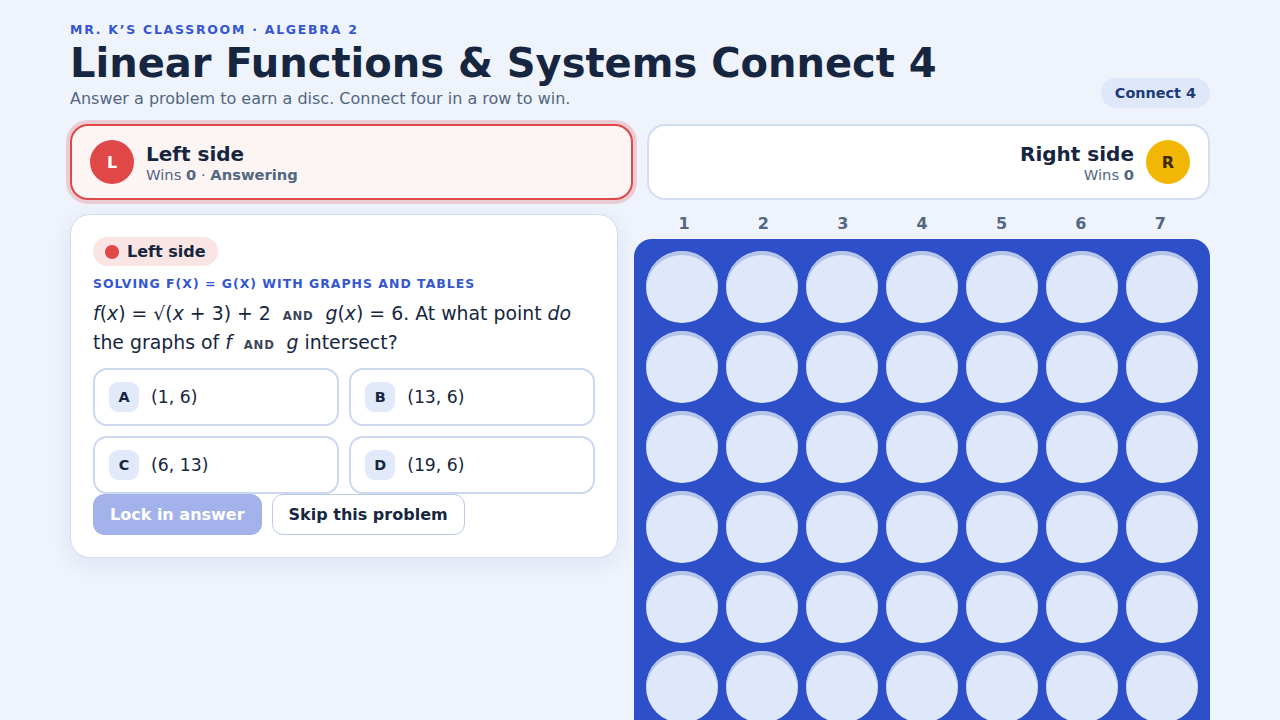 MR. K’S CLASSROOM · ALGEBRA 2
Linear Functions & Systems Connect 4
Answer a problem to earn a disc. Connect four in a row to win.
Connect 4
L
Left side
Wins 0 · Answering
Right side
Wins 0
R
Left side
SOLVING F(X) = G(X) WITH GRAPHS AND TABLES
f(x) = √(x + 3) + 2 AND g(x) = 6. At what point do
the graphs of f AND g intersect?
A (1, 6)
B (13, 6)
C (6, 13)
D (19, 6)
Lock in answer
Skip this problem
1 2 3 4 5 6 7